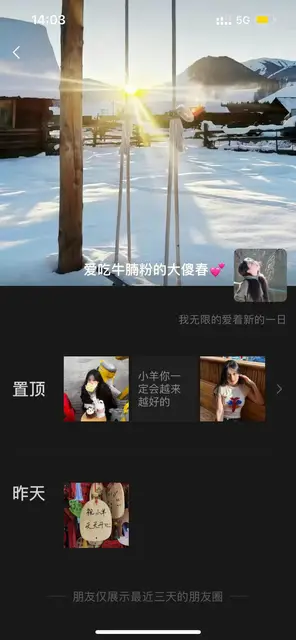 14:03
5G
爱吃牛腩粉的大傻春💕
我无限的爱着新的一日
置顶
小羊你一
定会越来
越好的
昨天
朋友仅展示最近三天的朋友圈